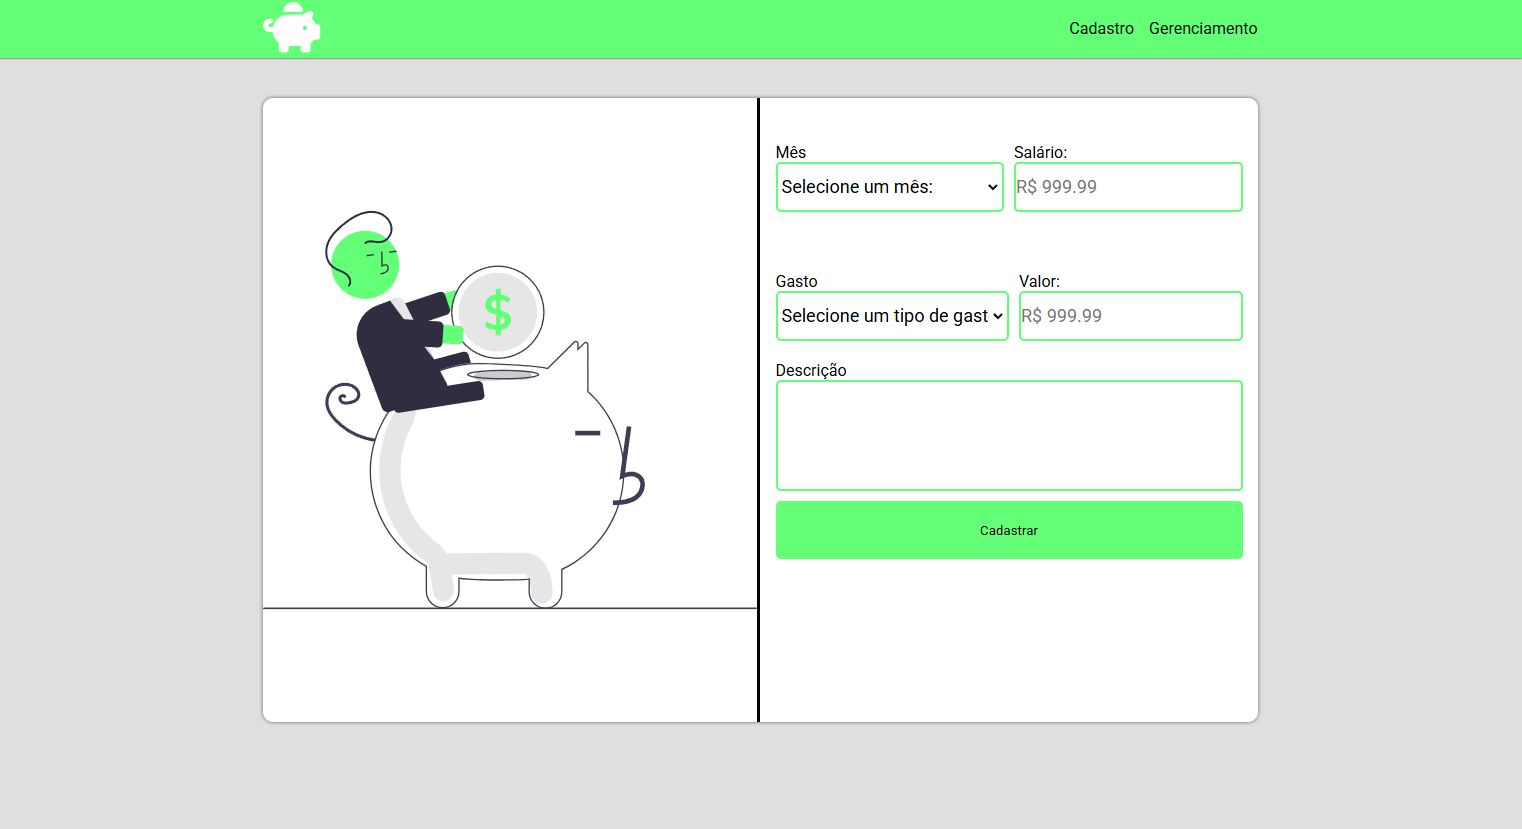 Cadastro Gerenciamento
$
Mês Salário:
Selecione um mês: R$ 999.99
Gasto Valor:
Selecione um tipo de gast R$ 999.99
Descrição
Cadastrar